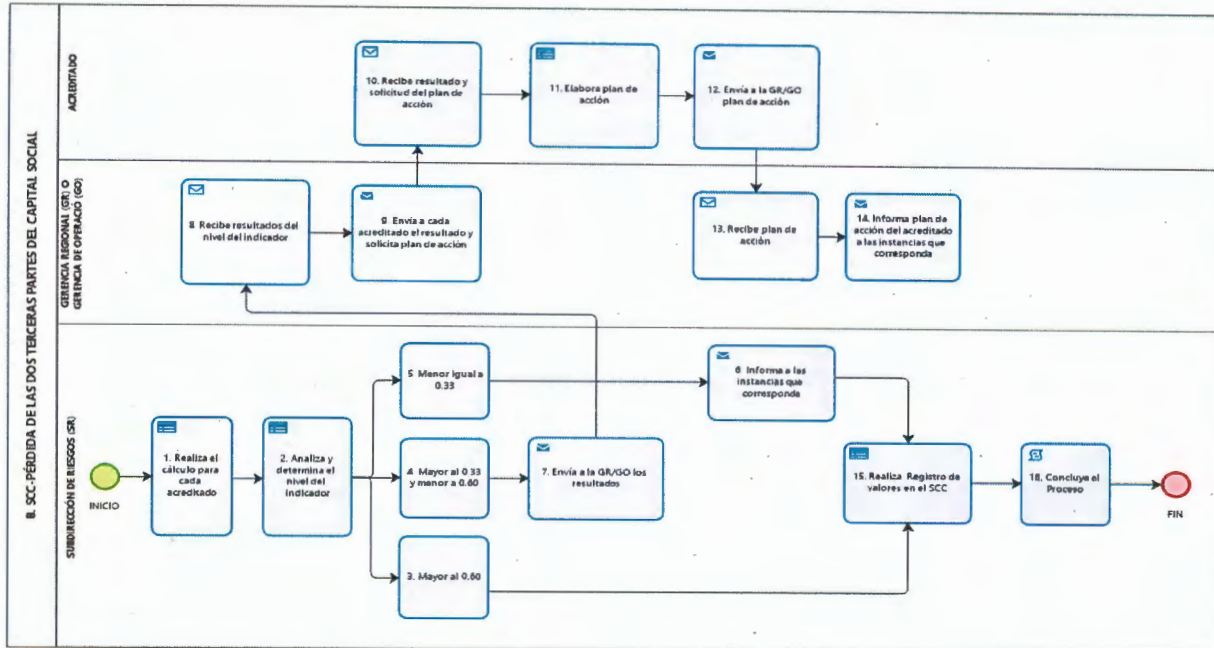 B. SCC-PÉRDIDA DE LAS DOS TERCERAS PARTES DEL CAPITAL SOCIAL
ACREDITADO
10. Recibe resultado y
solicitud del plan de
acción
11. Elabora plan de
acción
12. Envía a la GR/GO
plan de acción
GERENCIA REGIONAL (GR) O
GERENCIA DE OPERACIÓ (GO)
8 Recibe resultados del
nivel del indicador
9. Envía a cada
acreditado el resultado y
solicita plan de acción
13. Recibe plan de
acción
14. Informa plan de
acción del acreditado
a las instancias que
corresponda
SUBDIRECCIÓN DE RIESGOS (SR)
INICIO
1. Realiza el
cálculo para
cada
acreditado
2. Analiza y
determina el
nivel del
indicador
5 Menor igual a
0.33
4 Mayor al 0.33
y menor a 0.60
3. Mayor al 0.60
7. Envía a la GR/GO los
resultados
6 Informa a las
instancias que
corresponde
15. Realiza Registro de
valores en el SCC
16. Concluye el
Proceso
FIN